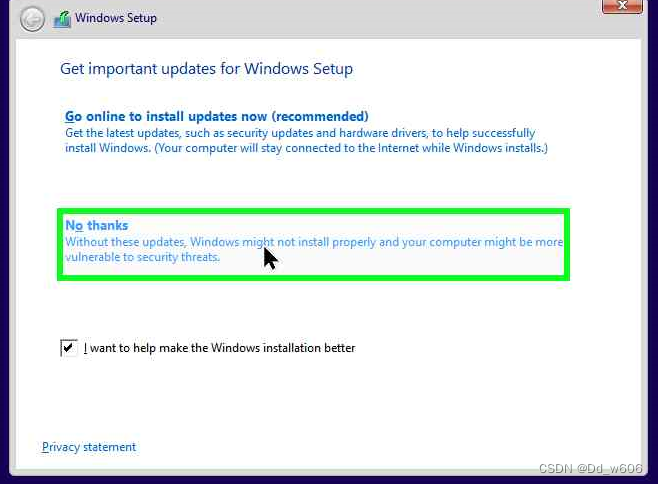 Windows Setup
Get important updates for Windows Setup
Go online to install updates now (recommended)
Get the latest updates, such as security updates and hardware drivers, to help successfully
install Windows. (Your computer will stay connected to the Internet while Windows installs.)
No thanks
Without these updates, Windows might not install properly and your computer might be more
vulnerable to security threats.
I want to help make the Windows installation better
Privacy statement
CSDN @Dd_w606